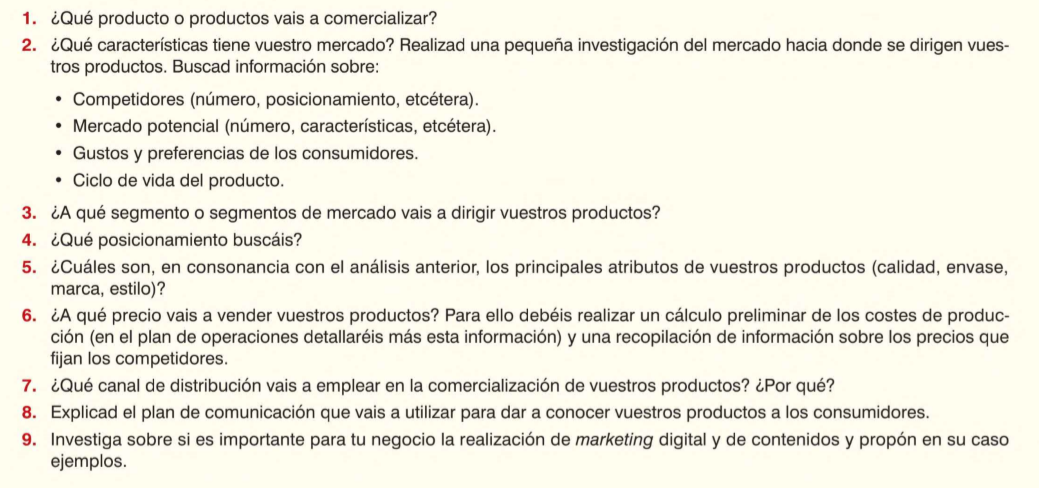 1. ¿Qué producto o productos vais a comercializar?
2. ¿Qué características tiene vuestro mercado? Realizad una pequeña investigación del mercado hacia donde se dirigen vues-
tros productos. Buscad información sobre:
• Competidores (número, posicionamiento, etcétera).
• Mercado potencial (número, características, etcétera).
• Gustos y preferencias de los consumidores.
• Ciclo de vida del producto.
3. ¿A qué segmento o segmentos de mercado vais a dirigir vuestros productos?
4. ¿Qué posicionamiento buscáis?
5. ¿Cuáles son, en consonancia con el análisis anterior, los principales atributos de vuestros productos (calidad, envase,
marca, estilo)?
6. ¿A qué precio vais a vender vuestros productos? Para ello debéis realizar un cálculo preliminar de los costes de produc-
ción (en el plan de operaciones detallaréis más esta información) y una recopilación de información sobre los precios que
fijan los competidores.
7. ¿Qué canal de distribución vais a emplear en la comercialización de vuestros productos? ¿Por qué?
8. Explicad el plan de comunicación que vais a utilizar para dar a conocer vuestros productos a los consumidores.
9. Investiga sobre si es importante para tu negocio la realización de marketing digital y de contenidos y propón en su caso
ejemplos.